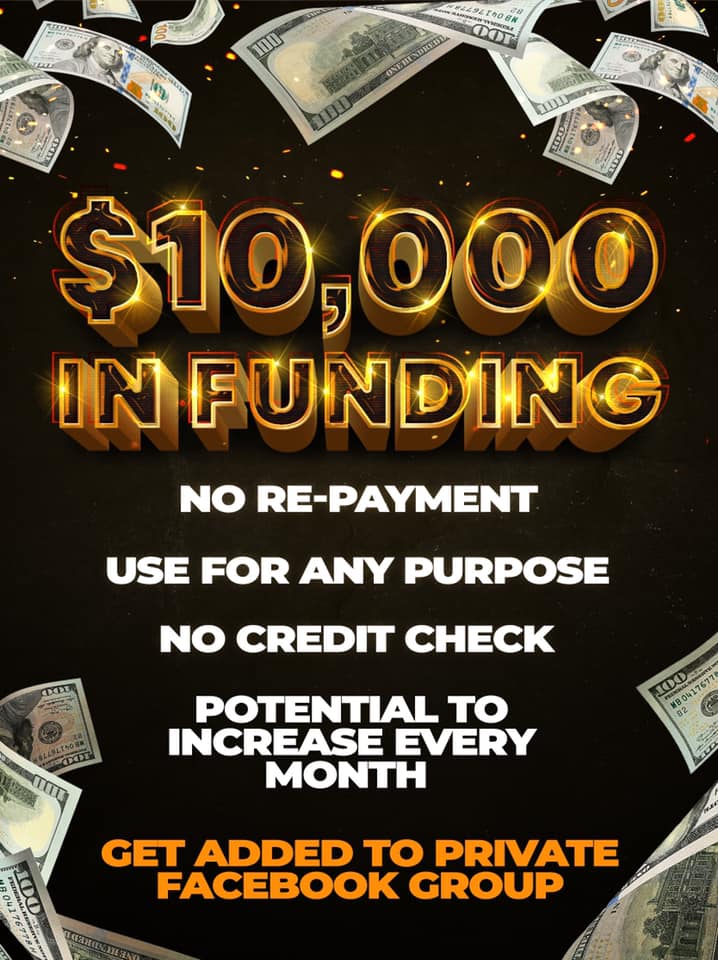 $10,000
IN FUNDING
NO RE-PAYMENT
USE FOR ANY PURPOSE
NO CREDIT CHECK
POTENTIAL TO
INCREASE EVERY
MONTH
GET ADDED TO PRIVATE
FACEBOOK GROUP